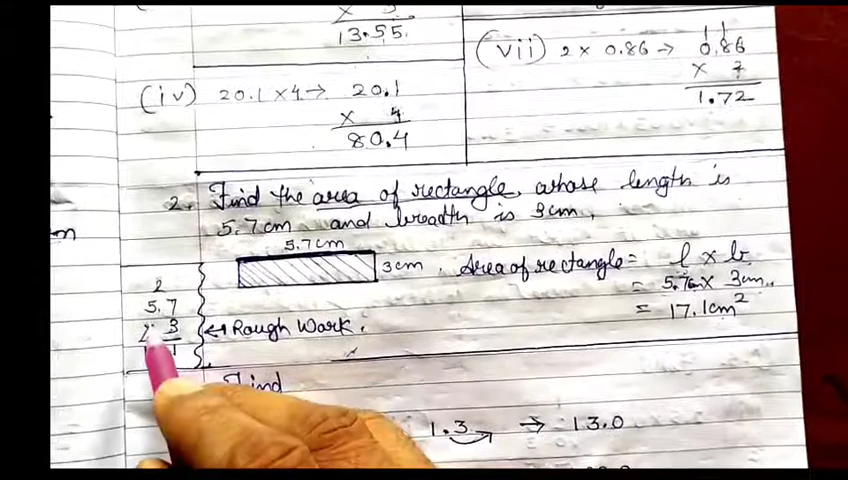 13.55.
(iv) 20.1 × 4 → 20.1
× 4
80.4
(vii) 2 × 0.86 → 0.86
×
1.72
2. Find the area of rectangle, whose length is
5.7cm and breadth is 3cm.
5.7cm
3cm. Area of rectangle = l × b
= 5.7cm × 3cm.
= 17.1cm²
2
5.7
× 3
← Rough Work.
Find
1.3 → 13.0